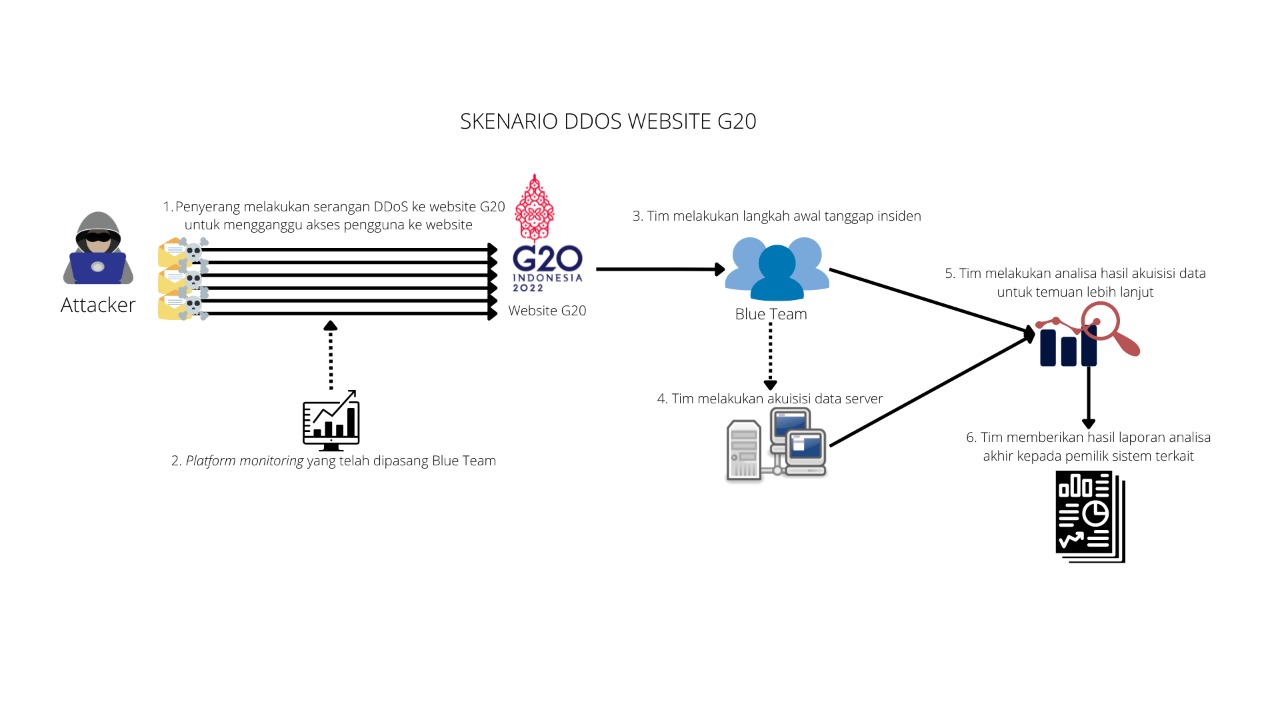 SKENARIO DDOS WEBSITE G20
1. Penyerang melakukan serangan DDoS ke website G20
untuk mengganggu akses pengguna ke website
Attacker
G20
INDONESIA
2022
Website G20
2. Platform monitoring yang telah dipasang Blue Team
3. Tim melakukan langkah awal tanggap insiden
Blue Team
4. Tim melakukan akuisisi data server
5. Tim melakukan analisa hasil akuisisi data
untuk temuan lebih lanjut
6. Tim memberikan hasil laporan analisa
akhir kepada pemilik sistem terkait